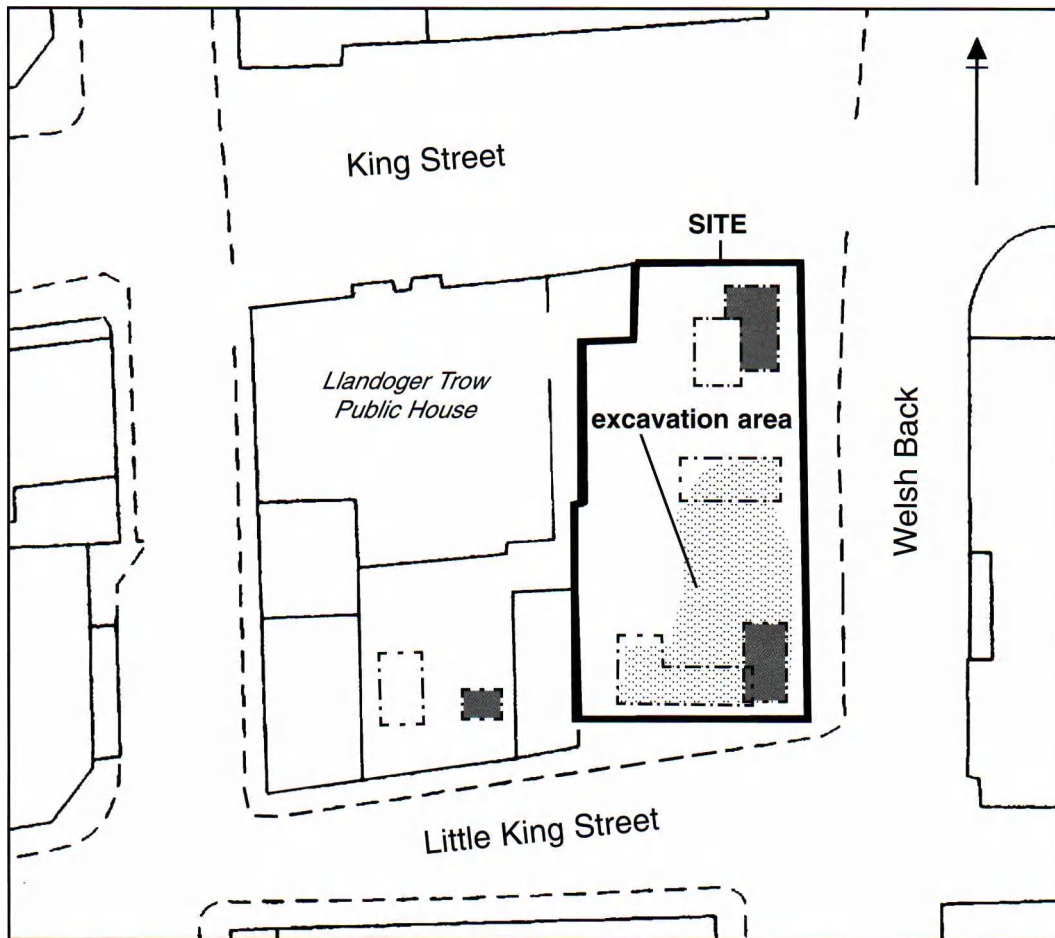 King Street
SITE
Llandoger Trow
Public House
excavation area
Welsh Back
Little King Street